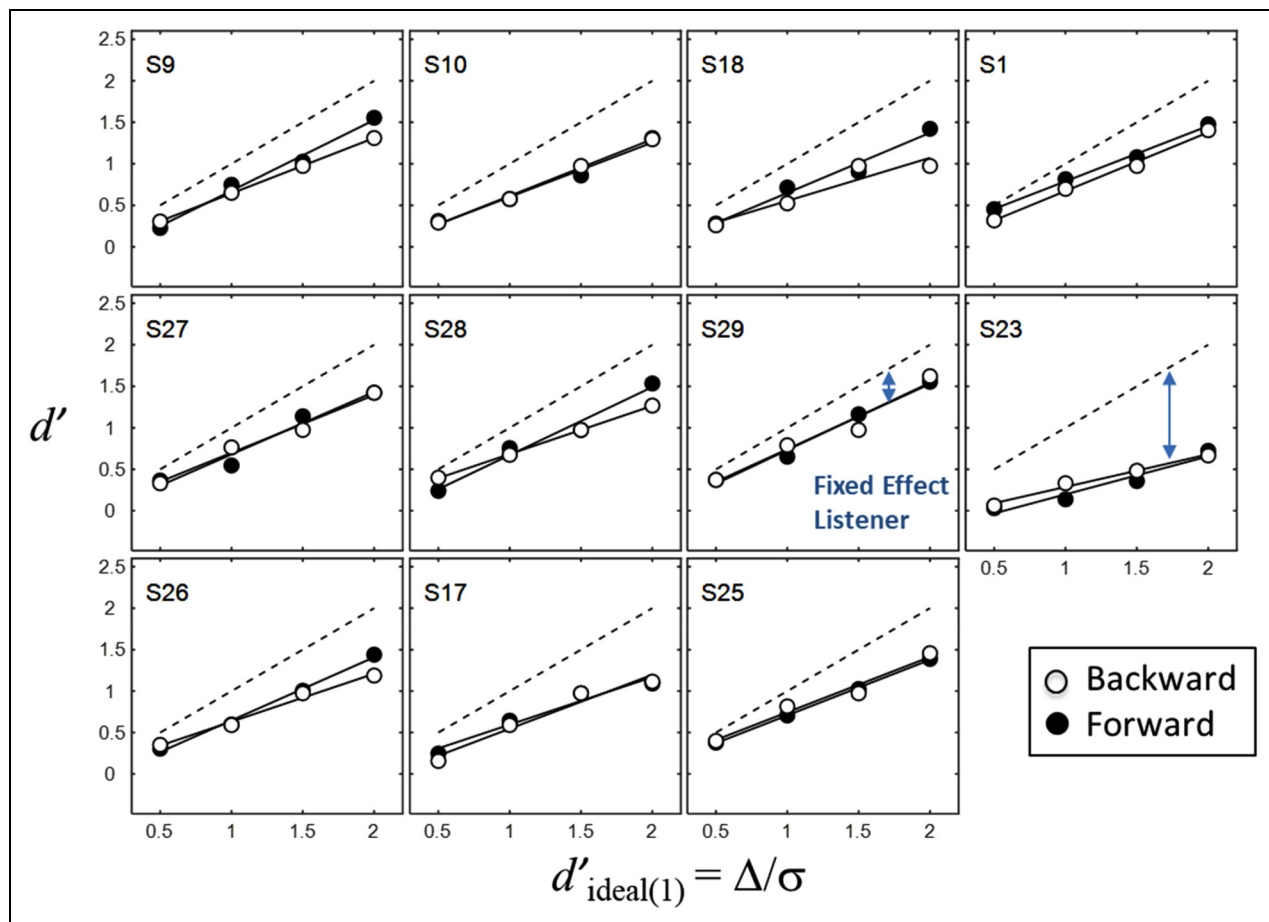 S9
S10
S18
S1
2.5
2
1.5
1
0.5
0
S27
S28
S29
S23
2.5
2
1.5
1
0.5
0
d′
Fixed Effect
Listener
0.5 1 1.5 2
S26
S17
S25
2.5
2
1.5
1
0.5
0
Backward
Forward
0.5 1 1.5 2
0.5 1 1.5 2
0.5 1 1.5 2
d′ideal(1) = Δ/σ